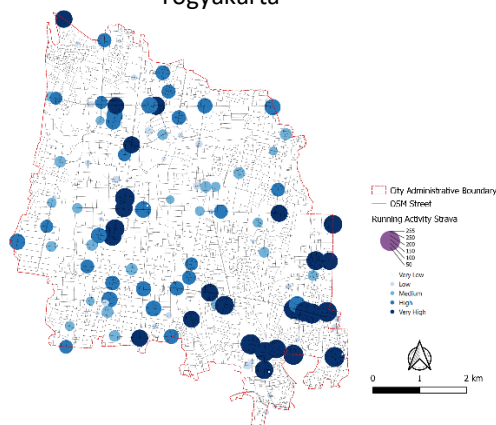 Yogyakarta
City Administrative Boundary
OSM Street
Running Activity Strava
255
250
200
150
100
50
Very Low
Low
Medium
High
Very High
0 1 2 km